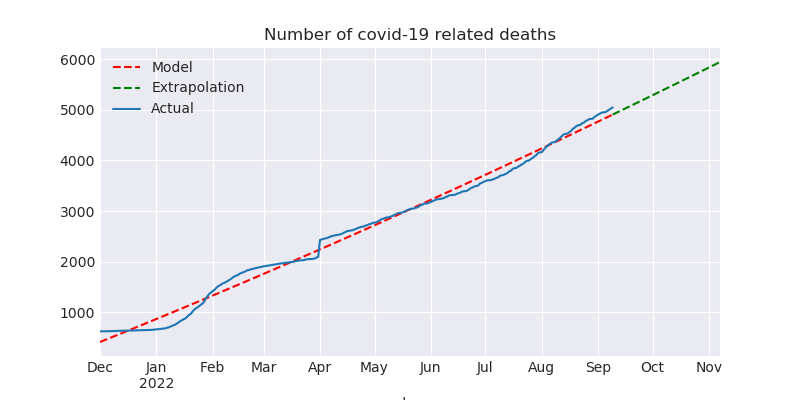 Number of covid-19 related deaths
Model
Extrapolation
Actual
6000
5000
4000
3000
2000
1000
Dec Jan Feb Mar Apr May Jun Jul Aug Sep Oct Nov
2022